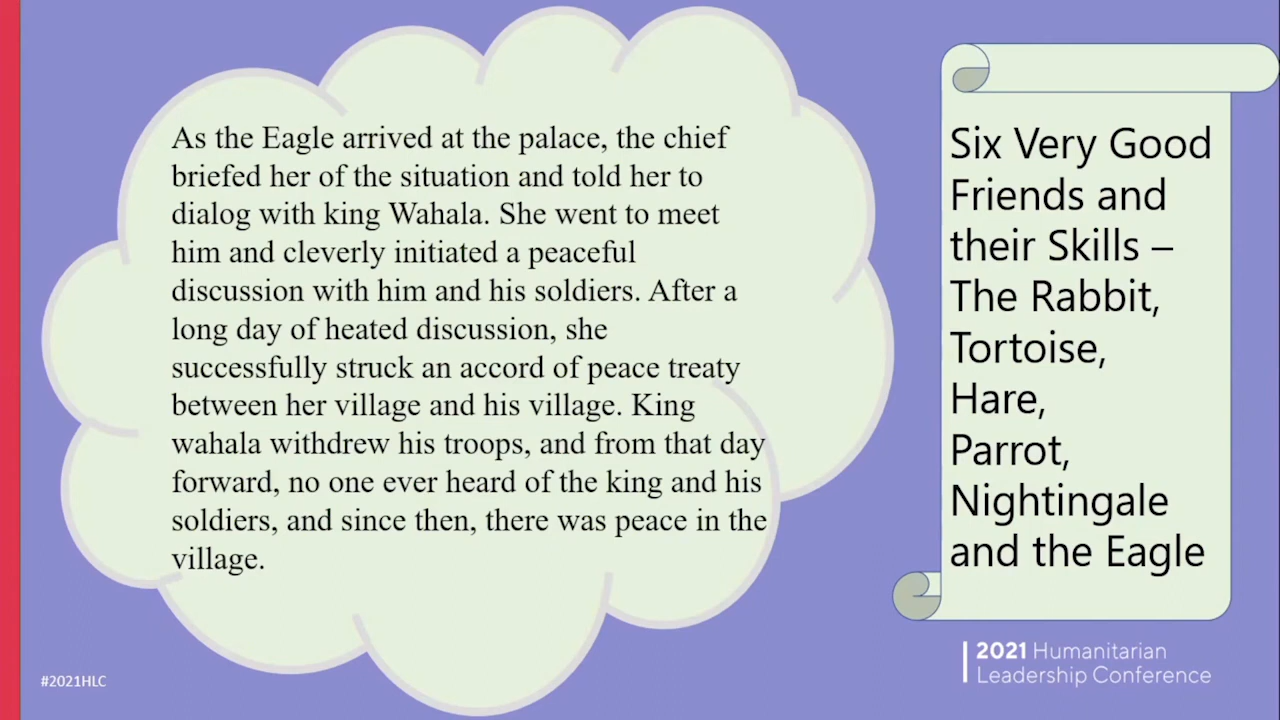 As the Eagle arrived at the palace, the chief
briefed her of the situation and told her to
dialog with king Wahala. She went to meet
him and cleverly initiated a peaceful
discussion with him and his soldiers. After a
long day of heated discussion, she
successfully struck an accord of peace treaty
between her village and his village. King
wahala withdrew his troops, and from that day
forward, no one ever heard of the king and his
soldiers, and since then, there was peace in the
village.
Six Very Good
Friends and
their Skills –
The Rabbit,
Tortoise,
Hare,
Parrot,
Nightingale
and the Eagle
#2021HLC
2021 Humanitarian
Leadership Conference